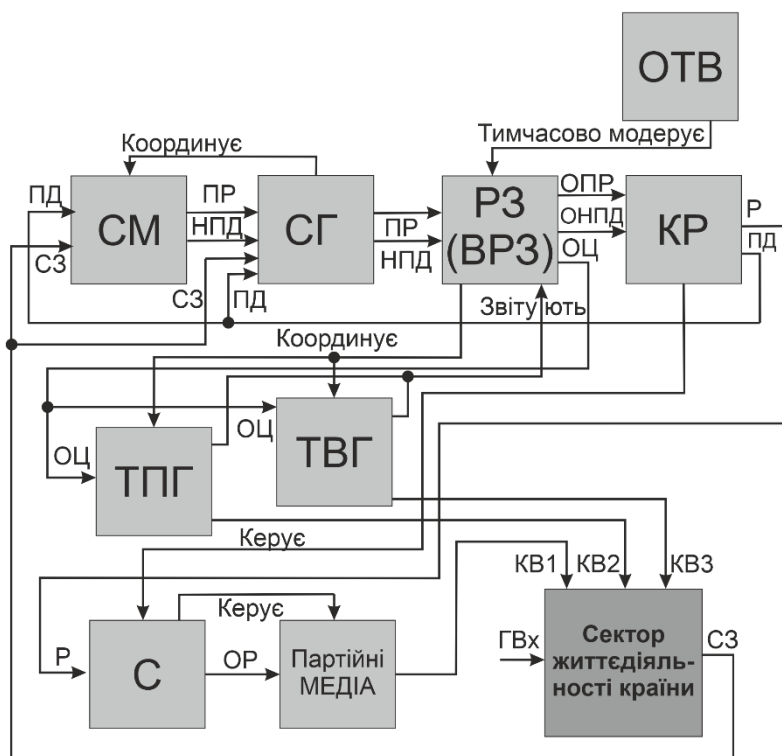 ОТВ
Тимчасово модерує
Координує
ПД
СМ
ПР
НПД
СГ
ПР
НПД
РЗ
(ВРЗ)
ОПР
ОНПД
ОЦ
КР
Р
ПД
СЗ
СЗ
ПД
Звітують
Координує
ОЦ
ОЦ
ТПГ
ТВГ
Керує
КВ1
КВ2
КВ3
Керує
Р
С
ОР
Партійні
МЕДІА
ГВх
Сектор
життєдіяль-
ності країни
СЗ